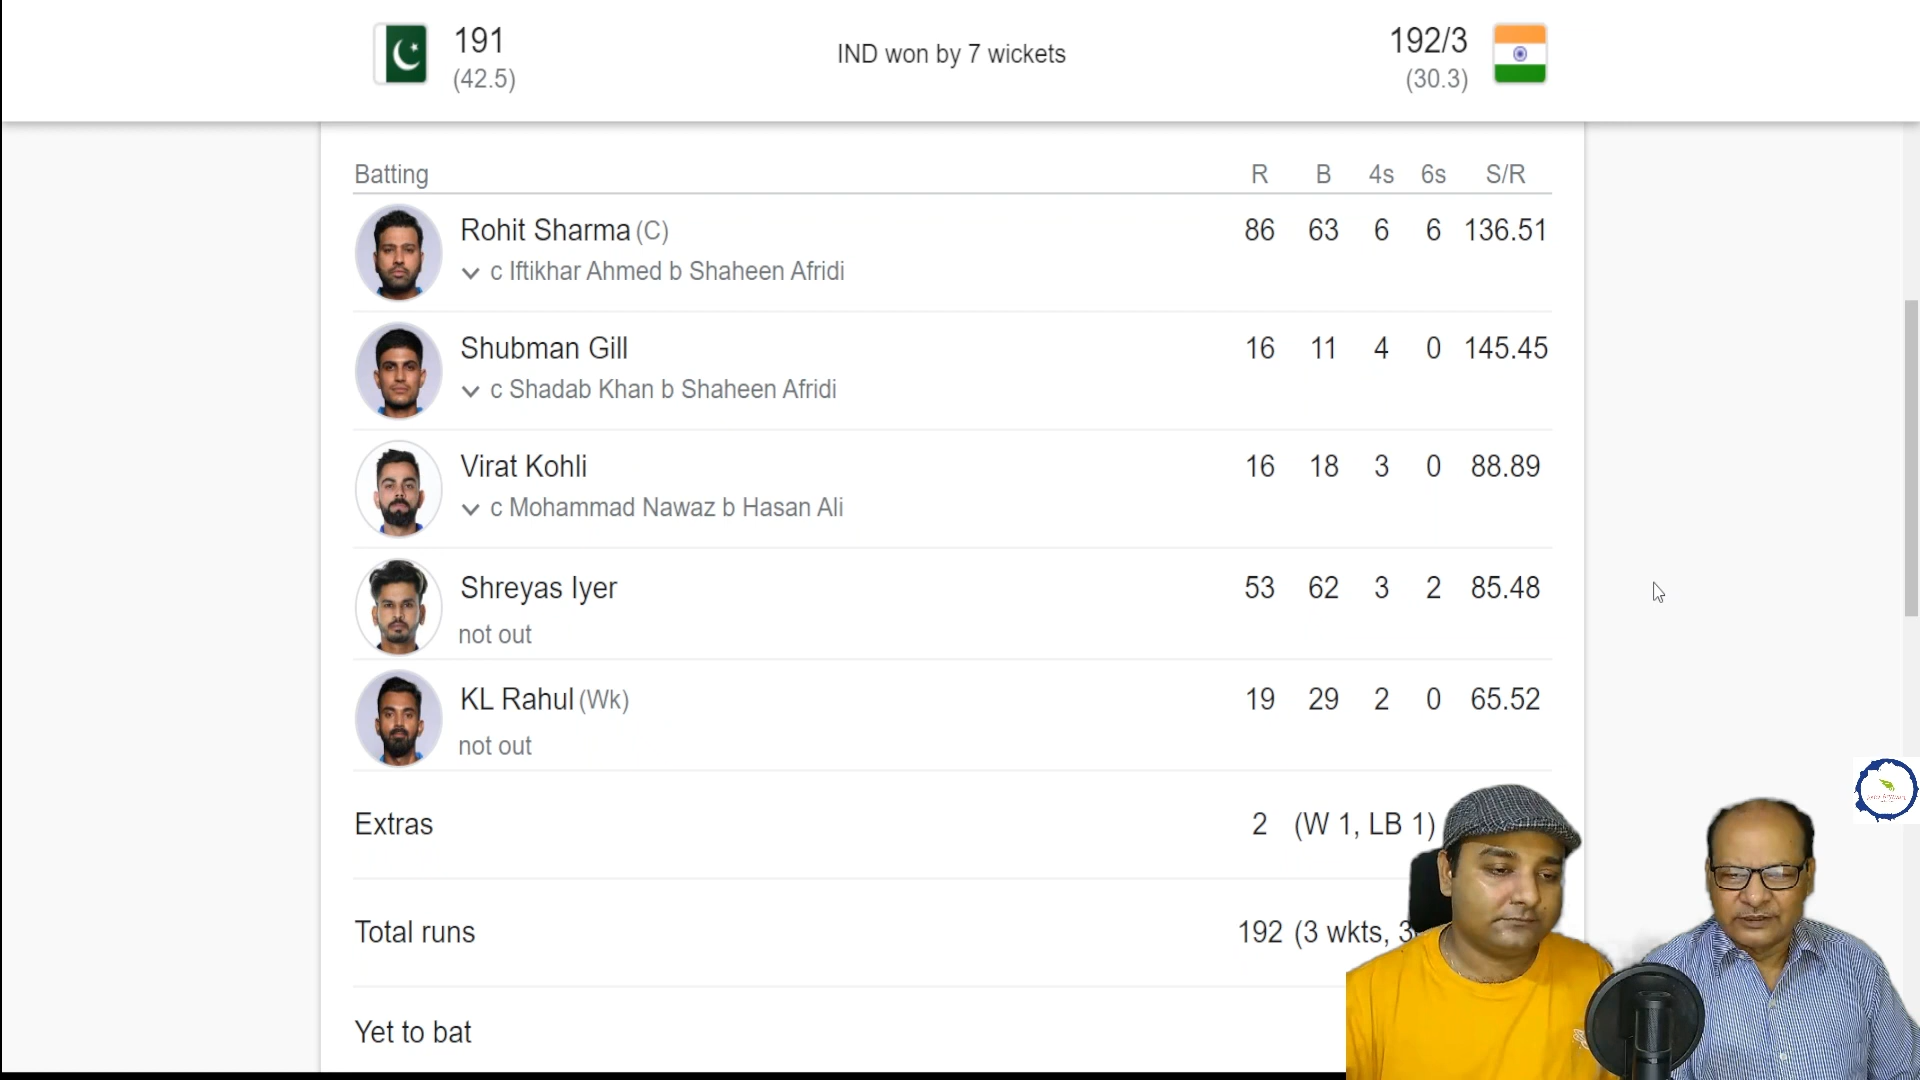 191
(42.5)
IND won by 7 wickets
192/3
(30.3)
Batting R B 4s 6s S/R
Rohit Sharma (C) 86 63 6 6 136.51
c Iftikhar Ahmed b Shaheen Afridi
Shubman Gill 16 11 4 0 145.45
c Shadab Khan b Shaheen Afridi
Virat Kohli 16 18 3 0 88.89
c Mohammad Nawaz b Hasan Ali
Shreyas Iyer 53 62 3 2 85.48
not out
KL Rahul (Wk) 19 29 2 0 65.52
not out
Extras 2 (W 1, LB 1)
Total runs 192 (3 wkts, 3
Yet to bat